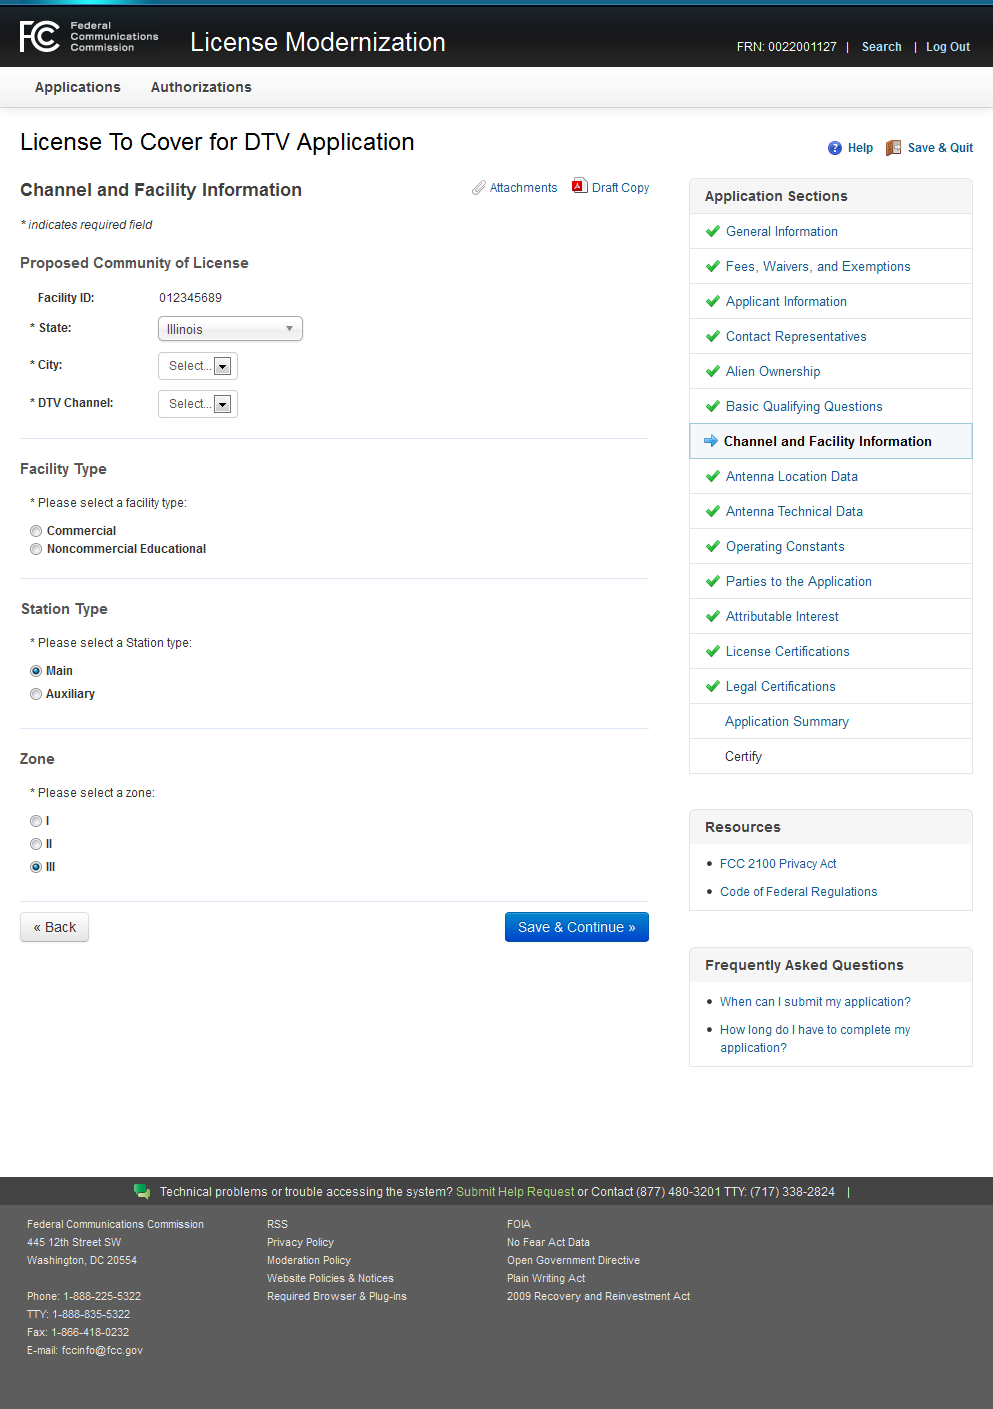 FCC Federal Communications Commission
License Modernization
FRN: 0022001127 | Search | Log Out
Applications Authorizations
License To Cover for DTV Application
Help Save & Quit
Channel and Facility Information
Attachments Draft Copy
* indicates required field
Proposed Community of License
Facility ID: 012345689
* State: Illinois
* City: Select...
* DTV Channel: Select...
Facility Type
* Please select a facility type:
Commercial
Noncommercial Educational
Station Type
* Please select a Station type:
Main
Auxiliary
Zone
* Please select a zone:
I
II
III
« Back
Save & Continue »
Application Sections
General Information
Fees, Waivers, and Exemptions
Applicant Information
Contact Representatives
Alien Ownership
Basic Qualifying Questions
Channel and Facility Information
Antenna Location Data
Antenna Technical Data
Operating Constants
Parties to the Application
Attributable Interest
License Certifications
Legal Certifications
Application Summary
Certify
Resources
• FCC 2100 Privacy Act
• Code of Federal Regulations
Frequently Asked Questions
• When can I submit my application?
• How long do I have to complete my
application?
Technical problems or trouble accessing the system? Submit Help Request or Contact (877) 480-3201 TTY: (717) 338-2824 |
Federal Communications Commission
445 12th Street SW
Washington, DC 20554
Phone: 1-888-225-5322
TTY: 1-888-835-5322
Fax: 1-866-418-0232
E-mail: fccinfo@fcc.gov
RSS
Privacy Policy
Moderation Policy
Website Policies & Notices
Required Browser & Plug-ins
FOIA
No Fear Act Data
Open Government Directive
Plain Writing Act
2009 Recovery and Reinvestment Act